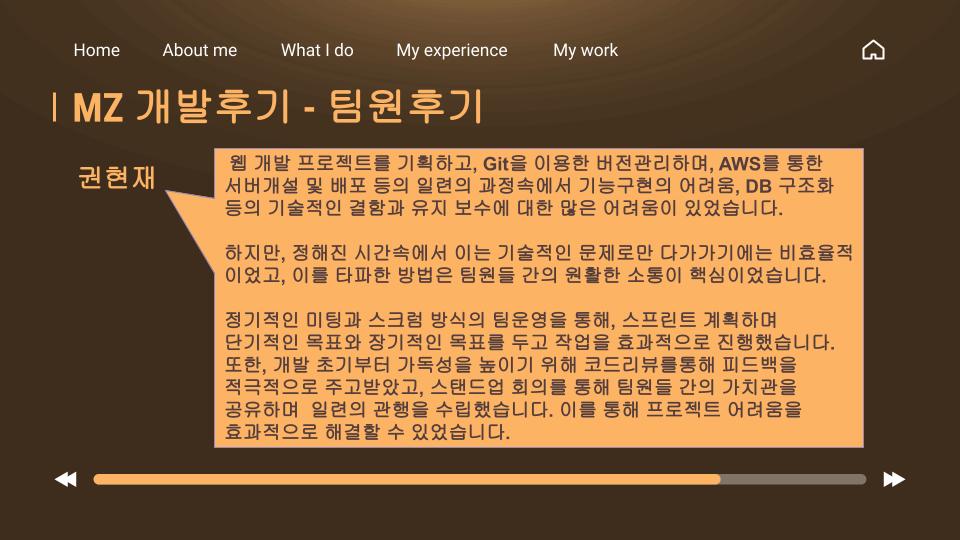 Home About me What I do My experience My work
MZ 개발후기 - 팀원후기
권현재
웹 개발 프로젝트를 기획하고, Git을 이용한 버전관리하며, AWS를 통한
서버개설 및 배포 등의 일련의 과정속에서 기능구현의 어려움, DB 구조화
등의 기술적인 결함과 유지 보수에 대한 많은 어려움이 있었습니다.
하지만, 정해진 시간속에서 이는 기술적인 문제로만 다가가기에는 비효율적
이었고, 이를 타파한 방법은 팀원들 간의 원활한 소통이 핵심이었습니다.
정기적인 미팅과 스크럼 방식의 팀운영을 통해, 스프린트 계획하며
단기적인 목표와 장기적인 목표를 두고 작업을 효과적으로 진행했습니다.
또한, 개발 초기부터 가독성을 높이기 위해 코드리뷰를통해 피드백을
적극적으로 주고받았고, 스탠드업 회의를 통해 팀원들 간의 가치관을
공유하며  일련의 관행을 수립했습니다. 이를 통해 프로젝트 어려움을
효과적으로 해결할 수 있었습니다.